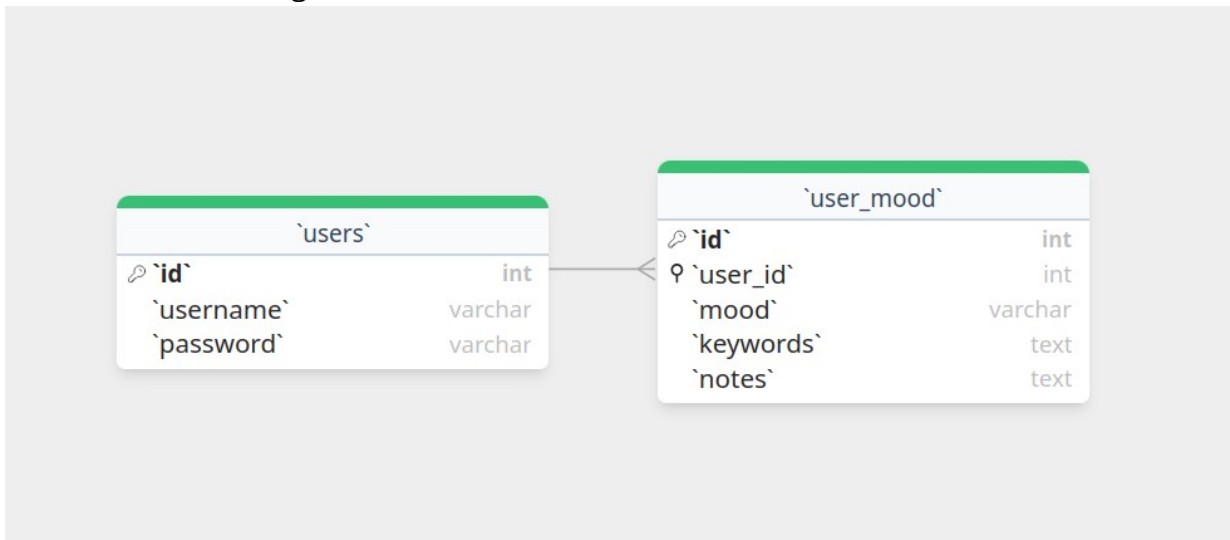 `users`
`id` int
`username` varchar
`password` varchar
`user_mood`
`id` int
`user_id` int
`mood` varchar
`keywords` text
`notes` text